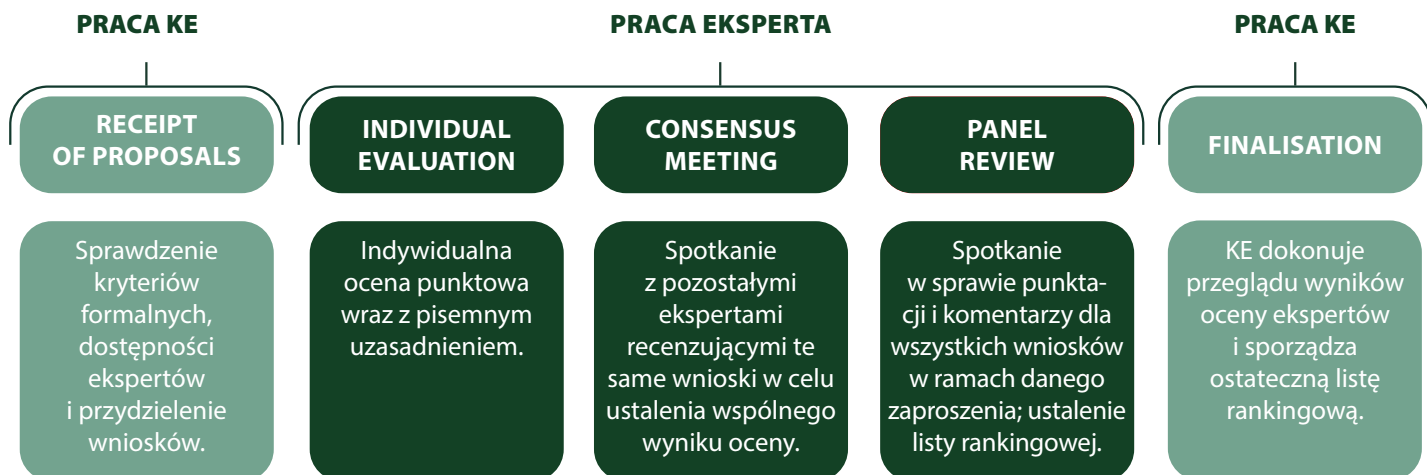 PRACA KE
PRACA EKSPERTA
PRACA KE
RECEIPT
OF PROPOSALS
INDIVIDUAL
EVALUATION
CONSENSUS
MEETING
PANEL
REVIEW
FINALISATION
Sprawdzenie
kryteriów
formalnych,
dostępności
ekspertów
i przydzielenie
wniosków.
Indywidualna
ocena punktowa
wraz z pisemnym
uzasadnieniem.
Spotkanie
z pozostałymi
ekspertami
recenzującymi te
same wnioski w celu
ustalenia wspólnego
wyniku oceny.
Spotkanie
w sprawie punkta-
cji i komentarzy dla
wszystkich wniosków
w ramach danego
zaproszenia; ustalenie
listy rankingowej.
KE dokonuje
przeglądu wyników
oceny ekspertów
i sporządza
ostateczną listę
rankingową.